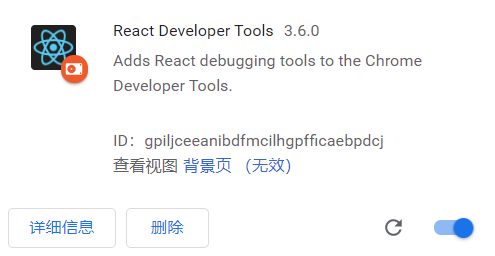 React Developer Tools 3.6.0
Adds React debugging tools to the Chrome
Developer Tools.
ID：gpiljceeanibdfmcilhgpfficaebpdcj
查看视图 背景页 （无效）
详细信息 删除